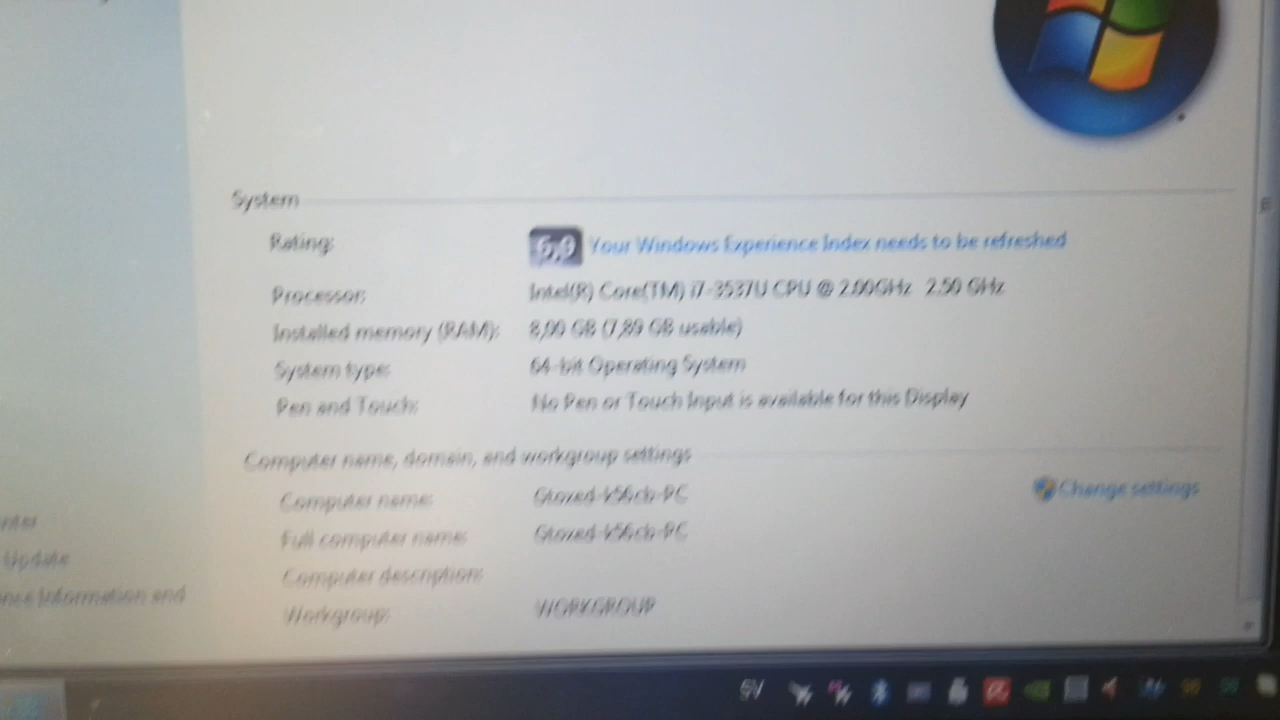 System
Rating: 5,9 Your Windows Experience Index needs to be refreshed
Processor: Intel(R) Core(TM) i7-3537U CPU @ 2.00GHz 2.50 GHz
Installed memory (RAM): 8,00 GB (7,89 GB usable)
System type: 64-bit Operating System
Pen and Touch: No Pen or Touch Input is available for this Display
Computer name, domain, and workgroup settings
Computer name:
Change settings
Full computer name:
Computer description:
Workgroup: WORKGROUP
Update
Information and
SV